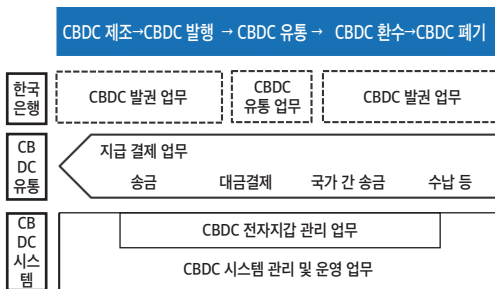 CBDC 제조→CBDC 발행 → CBDC 유통 → CBDC 환수→CBDC 폐기
한국
은행
CBDC 발권 업무
CBDC
유통 업무
CBDC 발권 업무
CB
DC
유통
지급 결제 업무
송금 대금결제 국가 간 송금 수납 등
CB
DC
시스
템
CBDC 전자지갑 관리 업무
CBDC 시스템 관리 및 운영 업무